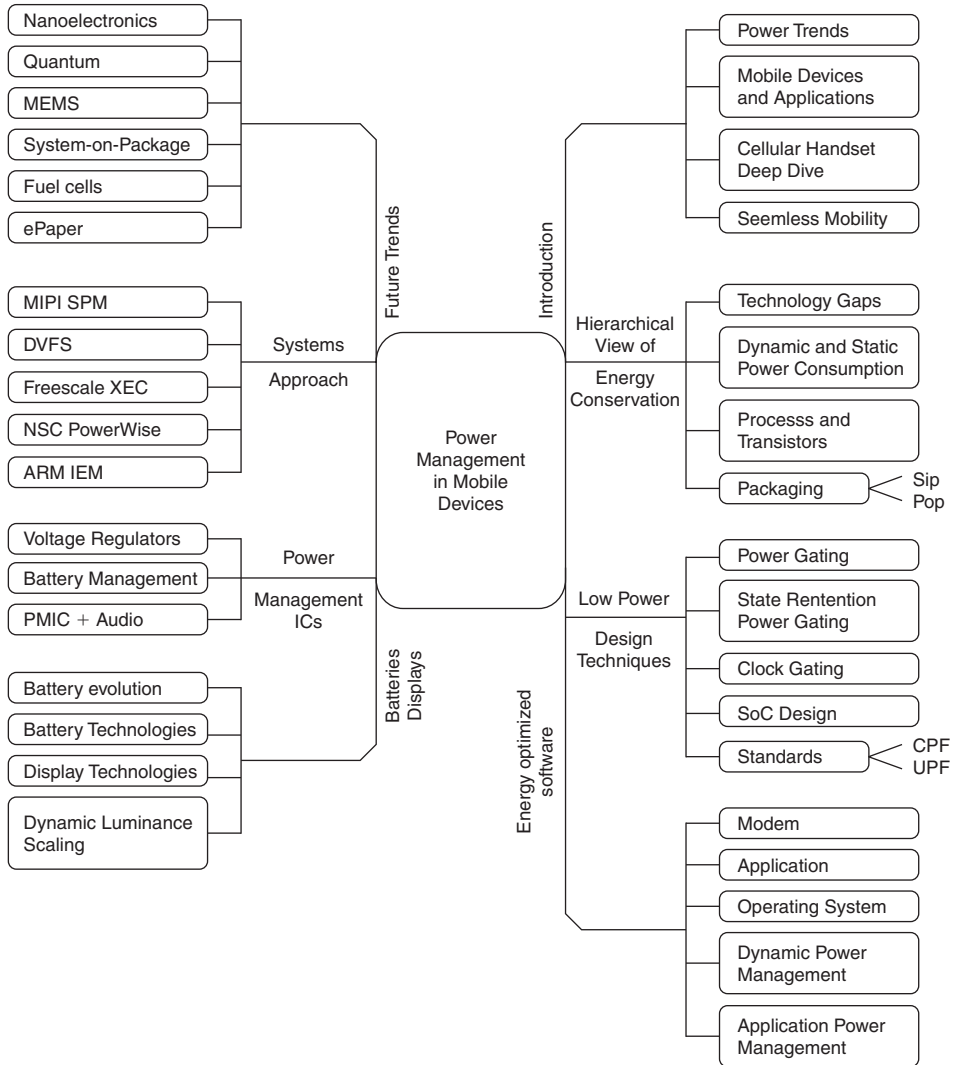 Nanoelectronics
Quantum
MEMS
System-on-Package
Fuel cells
ePaper
Future Trends
MIPI SPM
DVFS
Freescale XEC
NSC PowerWise
ARM IEM
Systems
Approach
Voltage Regulators
Battery Management
PMIC + Audio
Power
Management
ICs
Battery evolution
Battery Technologies
Display Technologies
Dynamic Luminance
Scaling
Batteries
Displays
Power
Management
in Mobile
Devices
Introduction
Power Trends
Mobile Devices
and Applications
Cellular Handset
Deep Dive
Seemless Mobility
Hierarchical
View of
Energy
Conservation
Technology Gaps
Dynamic and Static
Power Consumption
Processs and
Transistors
Packaging
Sip
Pop
Low Power
Design
Techniques
Power Gating
State Rentention
Power Gating
Clock Gating
SoC Design
Standards
CPF
UPF
Energy optimized
software
Modem
Application
Operating System
Dynamic Power
Management
Application Power
Management